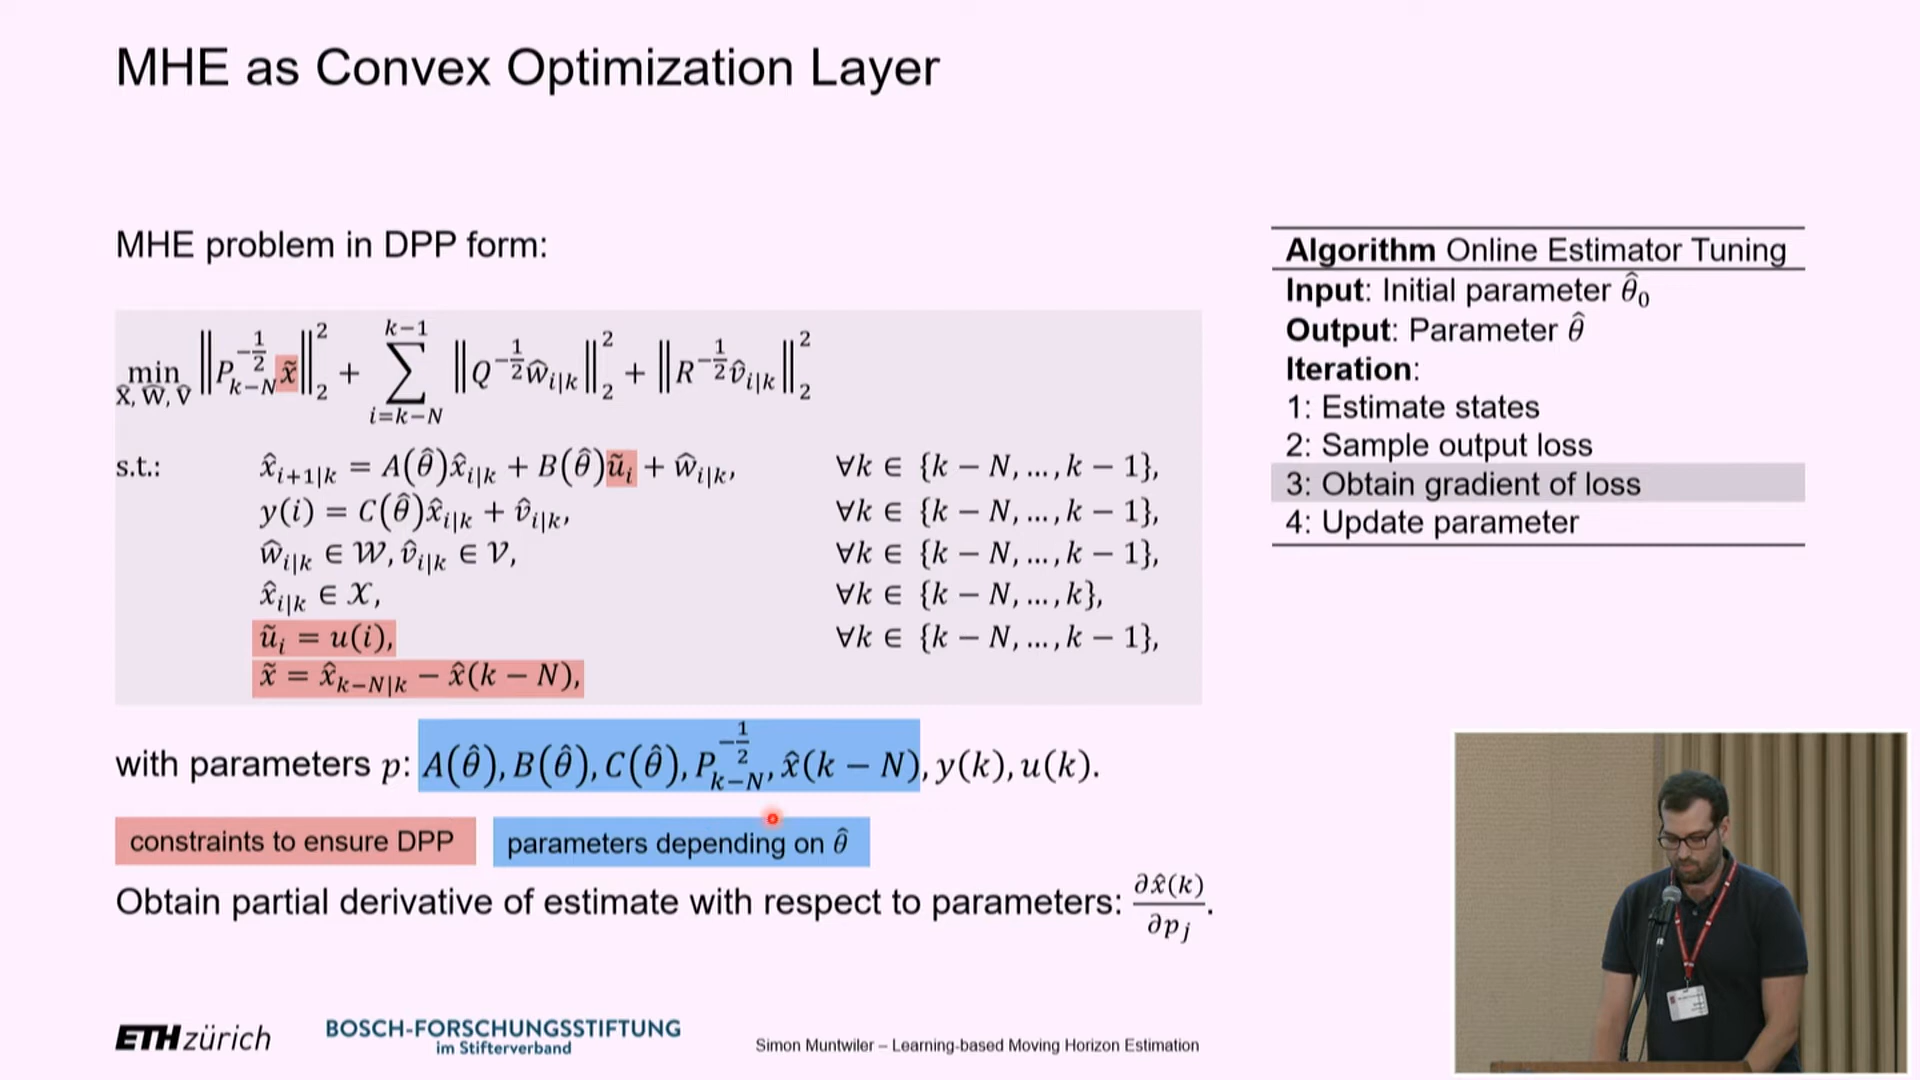 MHE as Convex Optimization Layer
MHE problem in DPP form:
min_{x̂, ŵ, v̂} ‖P_{k−N}^{−1/2} x̃‖₂² + ∑_{i=k−N}^{k−1} ‖Q^{−1/2} ŵ_{i|k}‖₂² + ‖R^{−1/2} v̂_{i|k}‖₂²
s.t.: x̂_{i+1|k} = A(θ̂)x̂_{i|k} + B(θ̂)ũ_i + ŵ_{i|k}, ∀k ∈ {k − N, … , k − 1},
y(i) = C(θ̂)x̂_{i|k} + v̂_{i|k}, ∀k ∈ {k − N, … , k − 1},
ŵ_{i|k} ∈ 𝒲, v̂_{i|k} ∈ 𝒱, ∀k ∈ {k − N, … , k − 1},
x̂_{i|k} ∈ 𝒳, ∀k ∈ {k − N, … , k},
ũ_i = u(i), ∀k ∈ {k − N, … , k − 1},
x̃ = x̂_{k−N|k} − x̂(k − N),
with parameters p: A(θ̂), B(θ̂), C(θ̂), P_{k−N}^{−1/2}, x̂(k − N), y(k), u(k).
constraints to ensure DPP
parameters depending on θ̂
Obtain partial derivative of estimate with respect to parameters: ∂x̂(k)/∂p_j.
Algorithm Online Estimator Tuning
Input: Initial parameter θ̂₀
Output: Parameter θ̂
Iteration:
1: Estimate states
2: Sample output loss
3: Obtain gradient of loss
4: Update parameter
ETH zürich
BOSCH-FORSCHUNGSSTIFTUNG
im Stifterverband
Simon Muntwiler – Learning-based Moving Horizon Estimation